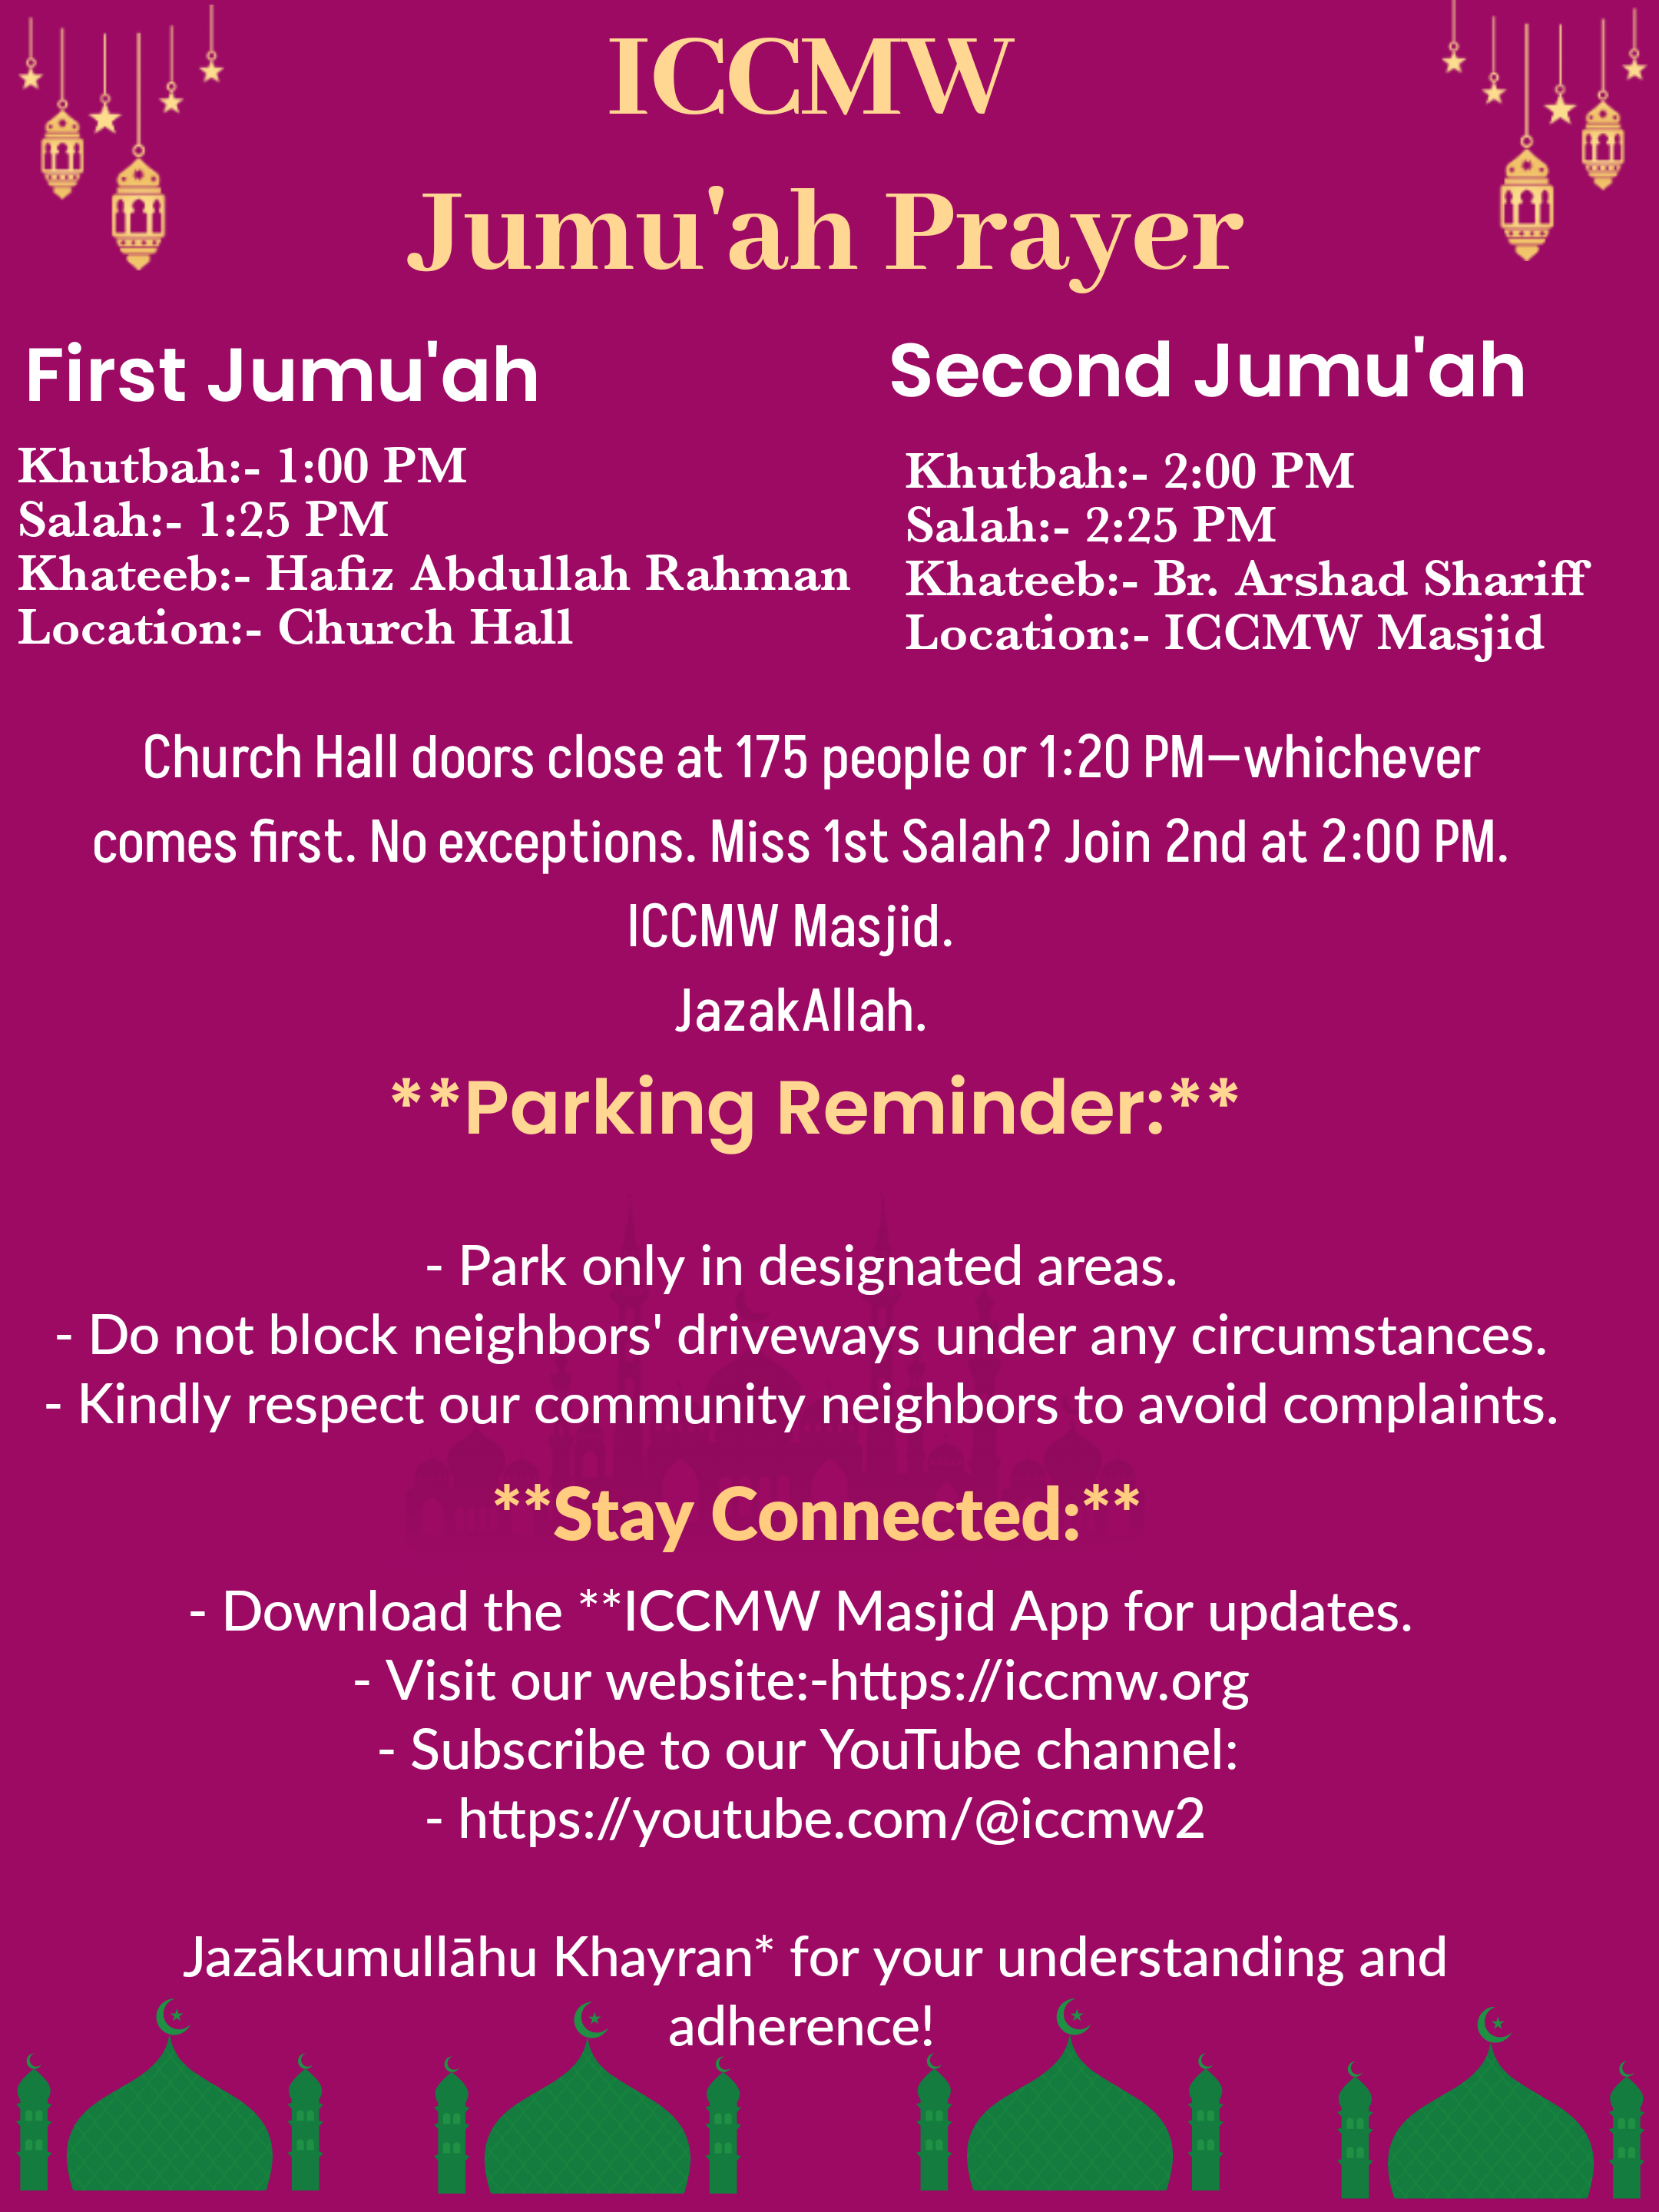 ICCMW
Jumu'ah Prayer
First Jumu'ah
Khutbah:- 1:00 PM
Salah:- 1:25 PM
Khateeb:- Hafiz Abdullah Rahman
Location:- Church Hall
Second Jumu'ah
Khutbah:- 2:00 PM
Salah:- 2:25 PM
Khateeb:- Br. Arshad Shariff
Location:- ICCMW Masjid
Church Hall doors close at 175 people or 1:20 PM—whichever
comes first. No exceptions. Miss 1st Salah? Join 2nd at 2:00 PM.
ICCMW Masjid.
JazakAllah.
**Parking Reminder:**
- Park only in designated areas.
- Do not block neighbors' driveways under any circumstances.
- Kindly respect our community neighbors to avoid complaints.
**Stay Connected:**
- Download the **ICCMW Masjid App for updates.
- Visit our website:-https://iccmw.org
- Subscribe to our YouTube channel:
- https://youtube.com/@iccmw2
Jazākumullāhu Khayran* for your understanding and
adherence!